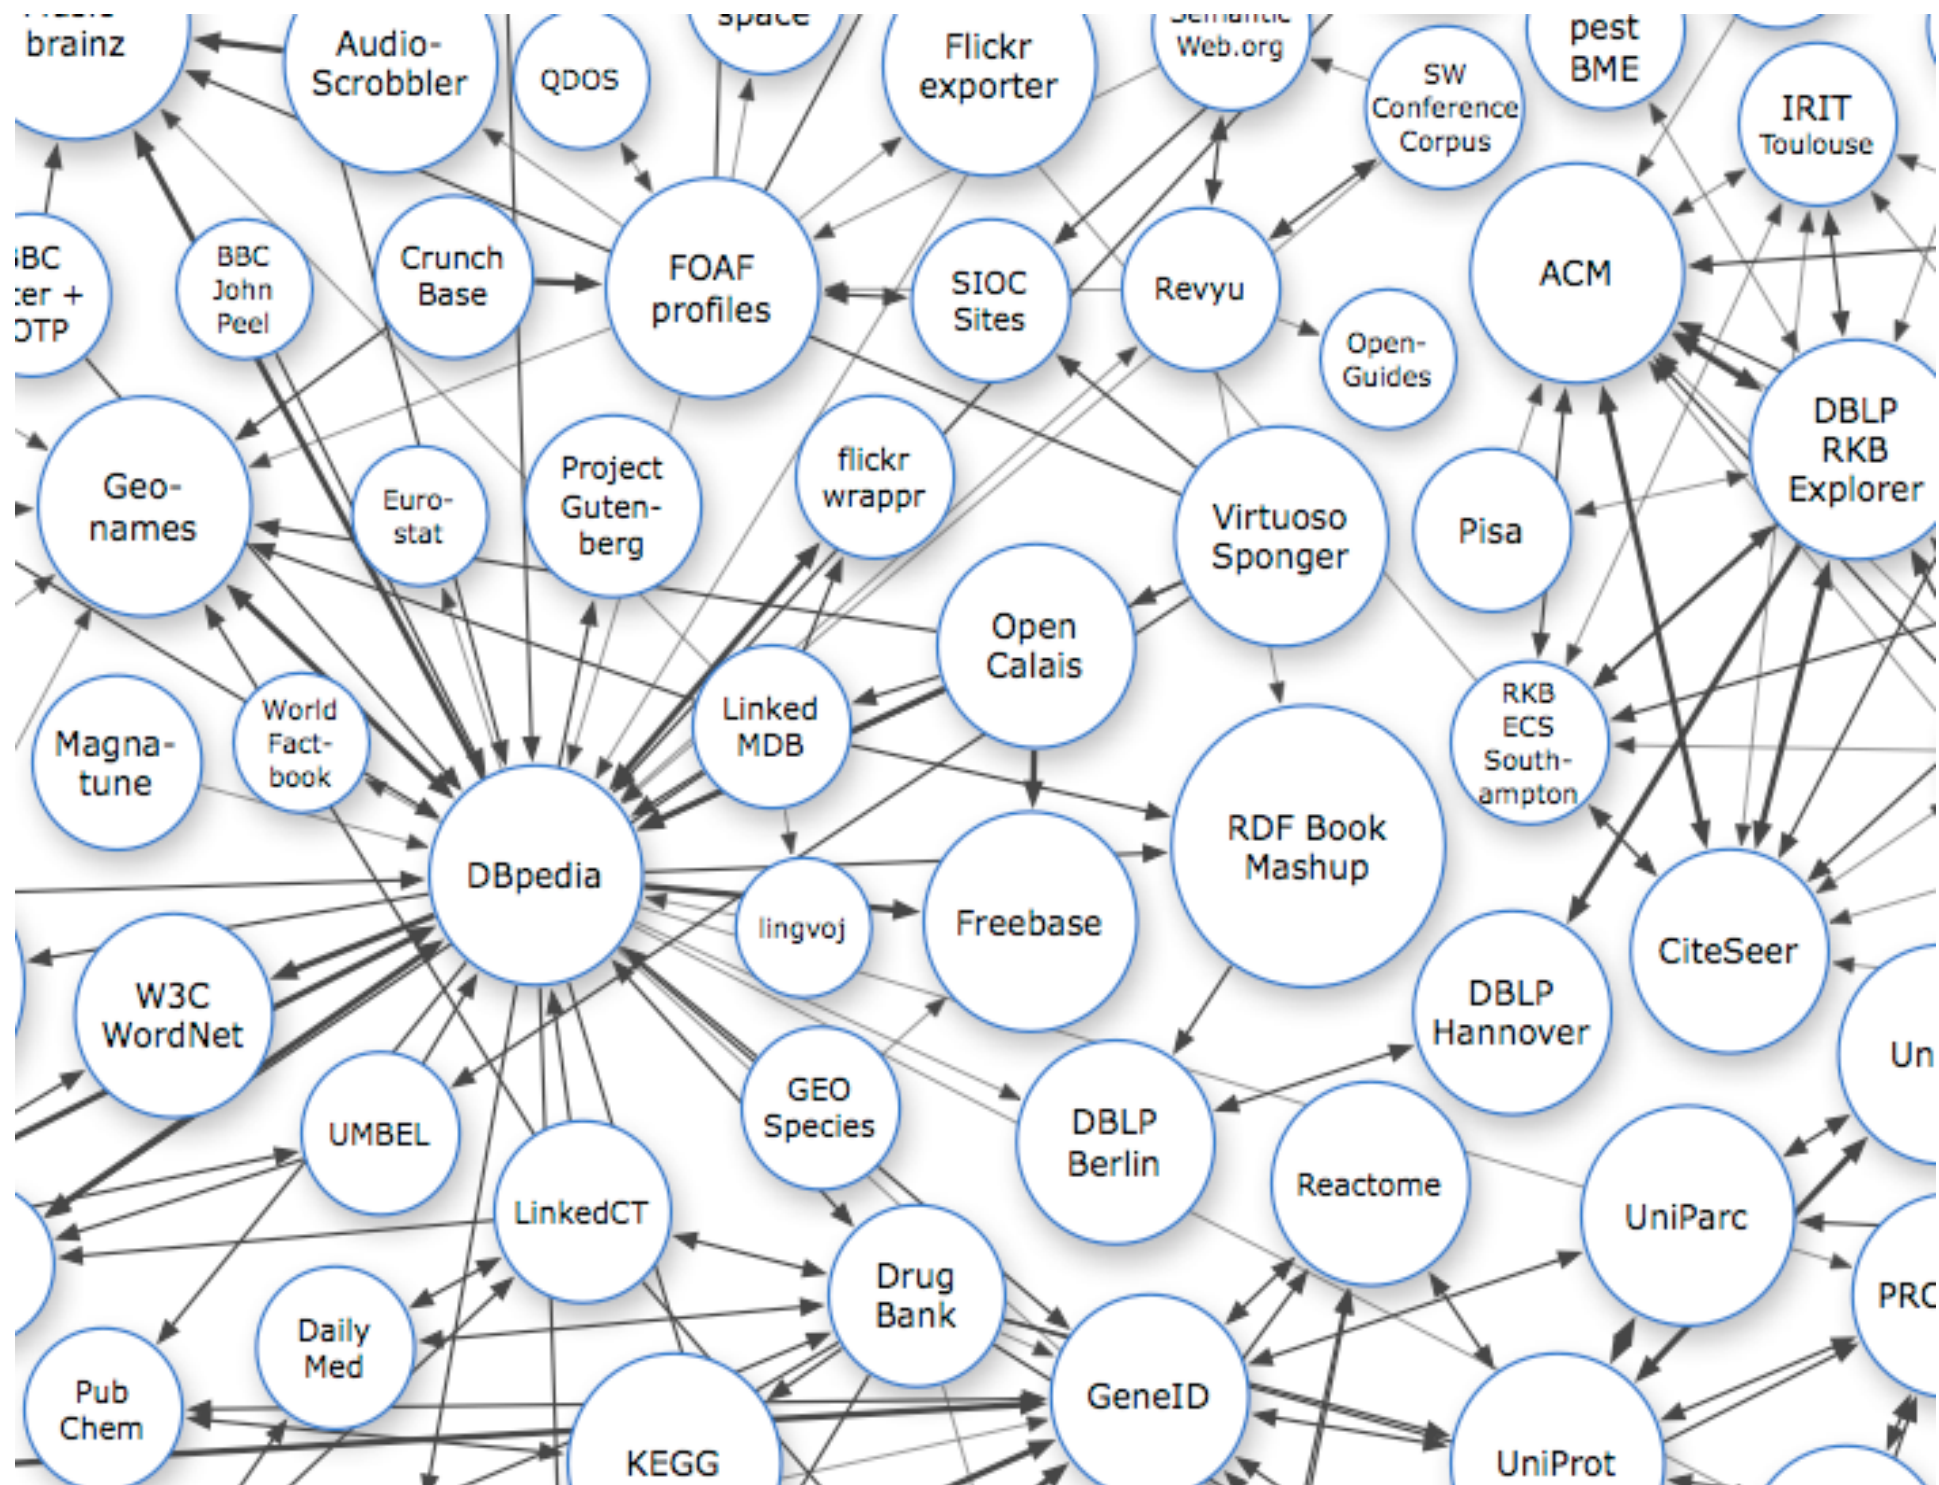 brainz
Audio-
Scrobbler
QDOS
space
Flickr
exporter
Semantic
Web.org
SW
Conference
Corpus
pest
BME
IRIT
Toulouse
BBC
John
Peel
Crunch
Base
FOAF
profiles
SIOC
Sites
Revyu
Open-
Guides
ACM
DBLP
RKB
Explorer
Geo-
names
Euro-
stat
Project
Guten-
berg
flickr
wrappr
Virtuoso
Sponger
Pisa
Open
Calais
Magna-
tune
World
Fact-
book
Linked
MDB
RKB
ECS
South-
ampton
RDF Book
Mashup
DBpedia
lingvoj
Freebase
CiteSeer
W3C
WordNet
DBLP
Hannover
Un
UMBEL
GEO
Species
DBLP
Berlin
LinkedCT
Reactome
UniParc
Drug
Bank
PRO
Daily
Med
Pub
Chem
GeneID
KEGG
UniProt